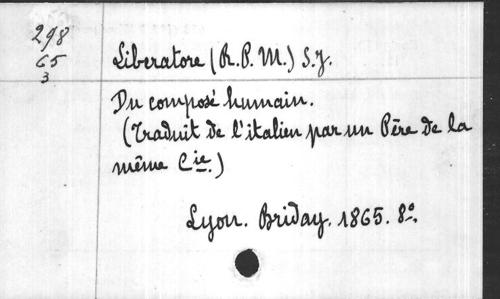 298
65
3
Liberatore (R. P. M.) S. J.
Du composé humain.
(Traduit de l'italien par un Père de la
même Cie.)
Lyon. Briday. 1865. 8°.